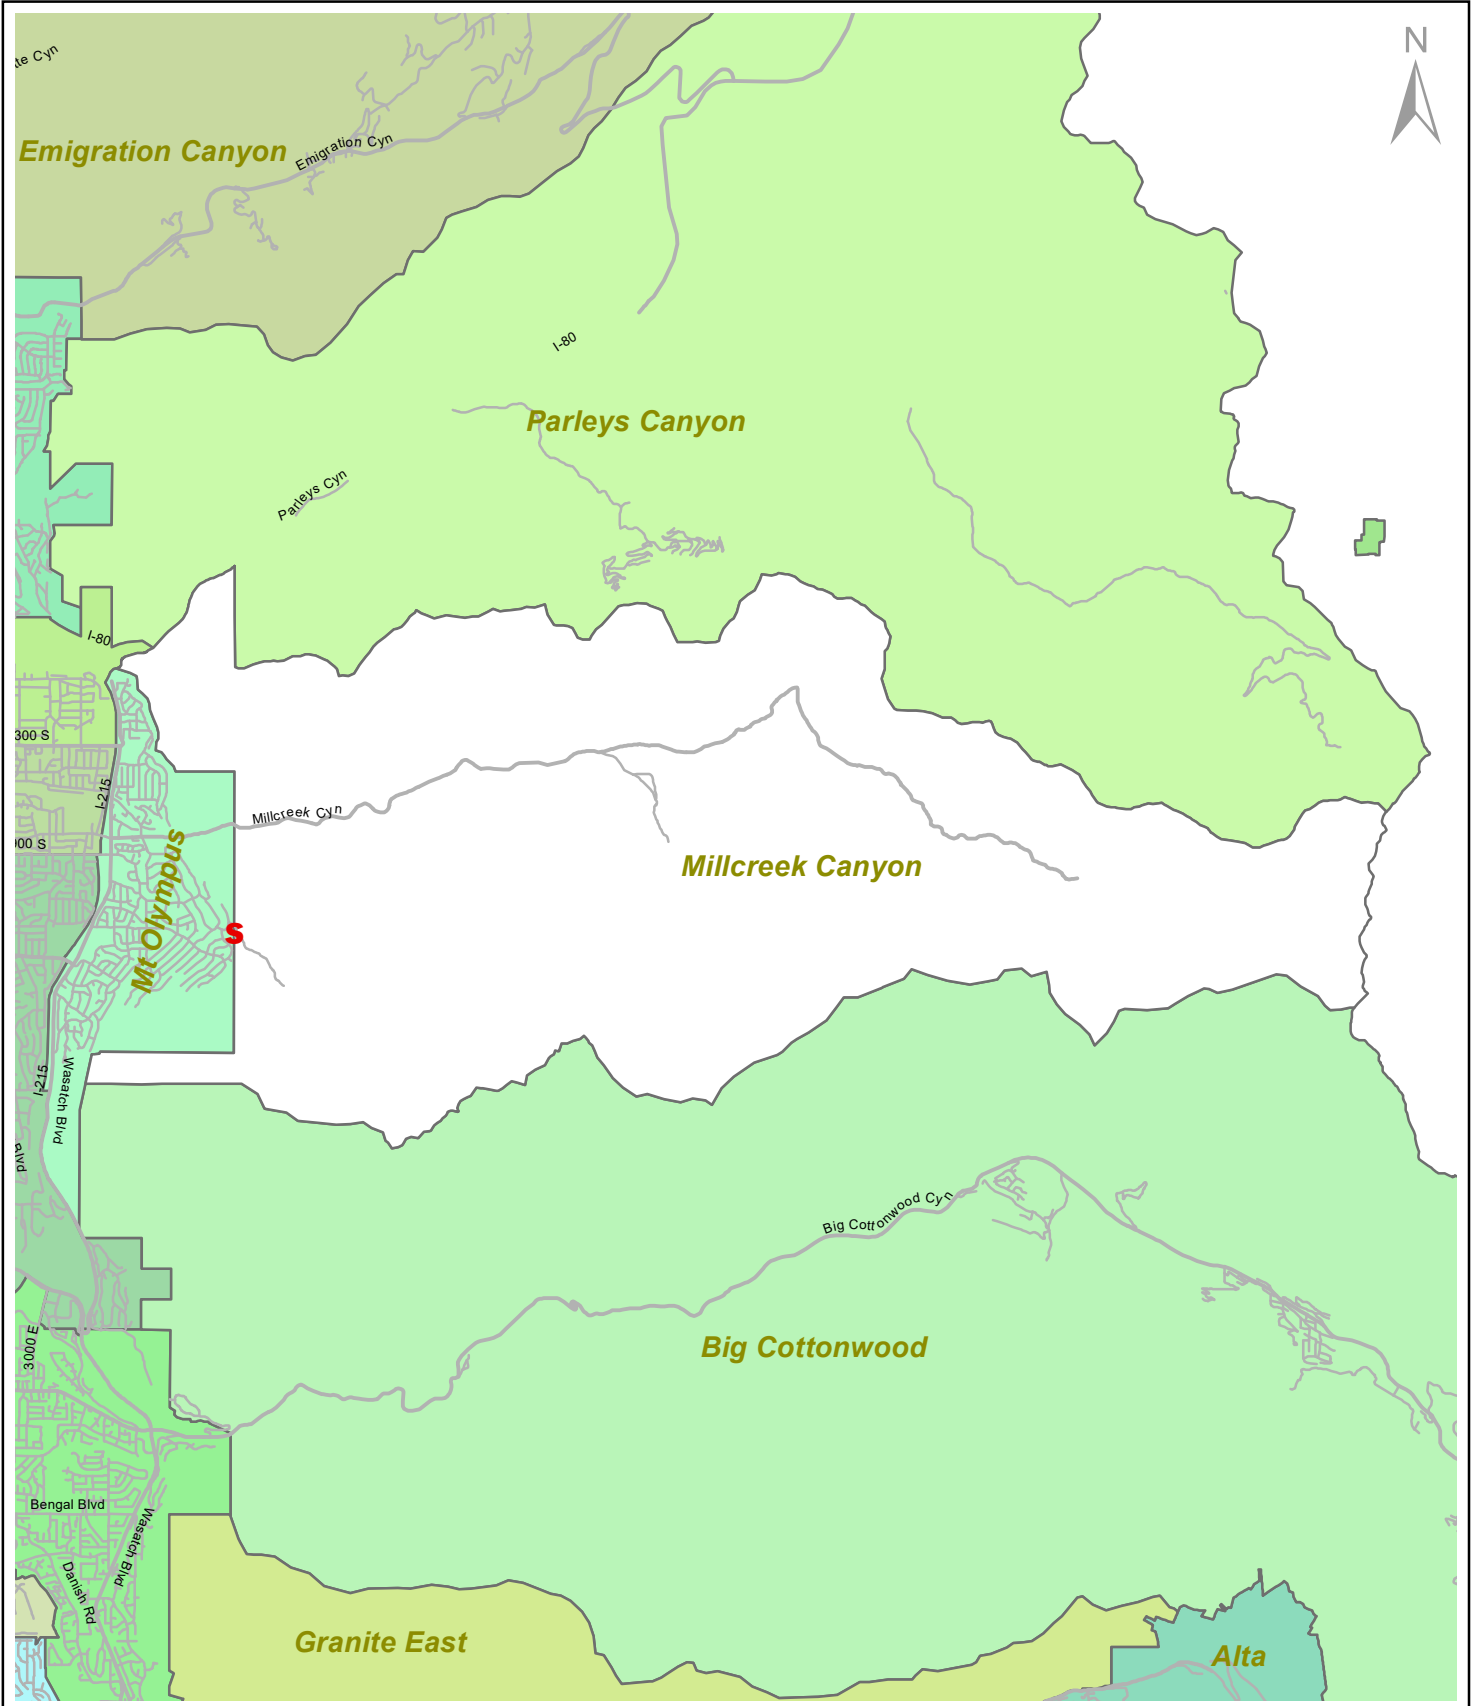 N
Emigration Canyon
Emigration Cyn
I-80
Parleys Canyon
Parleys Cyn
I-80
300 S
I-215
Millcreek Cyn
Mt Olympus
Millcreek Canyon
S
I-215
Wasatch Blvd
Blvd
Big Cottonwood Cyn
3000 E
Big Cottonwood
Bengal Blvd
Wasatch Blvd
Danish Rd
Granite East
Alta